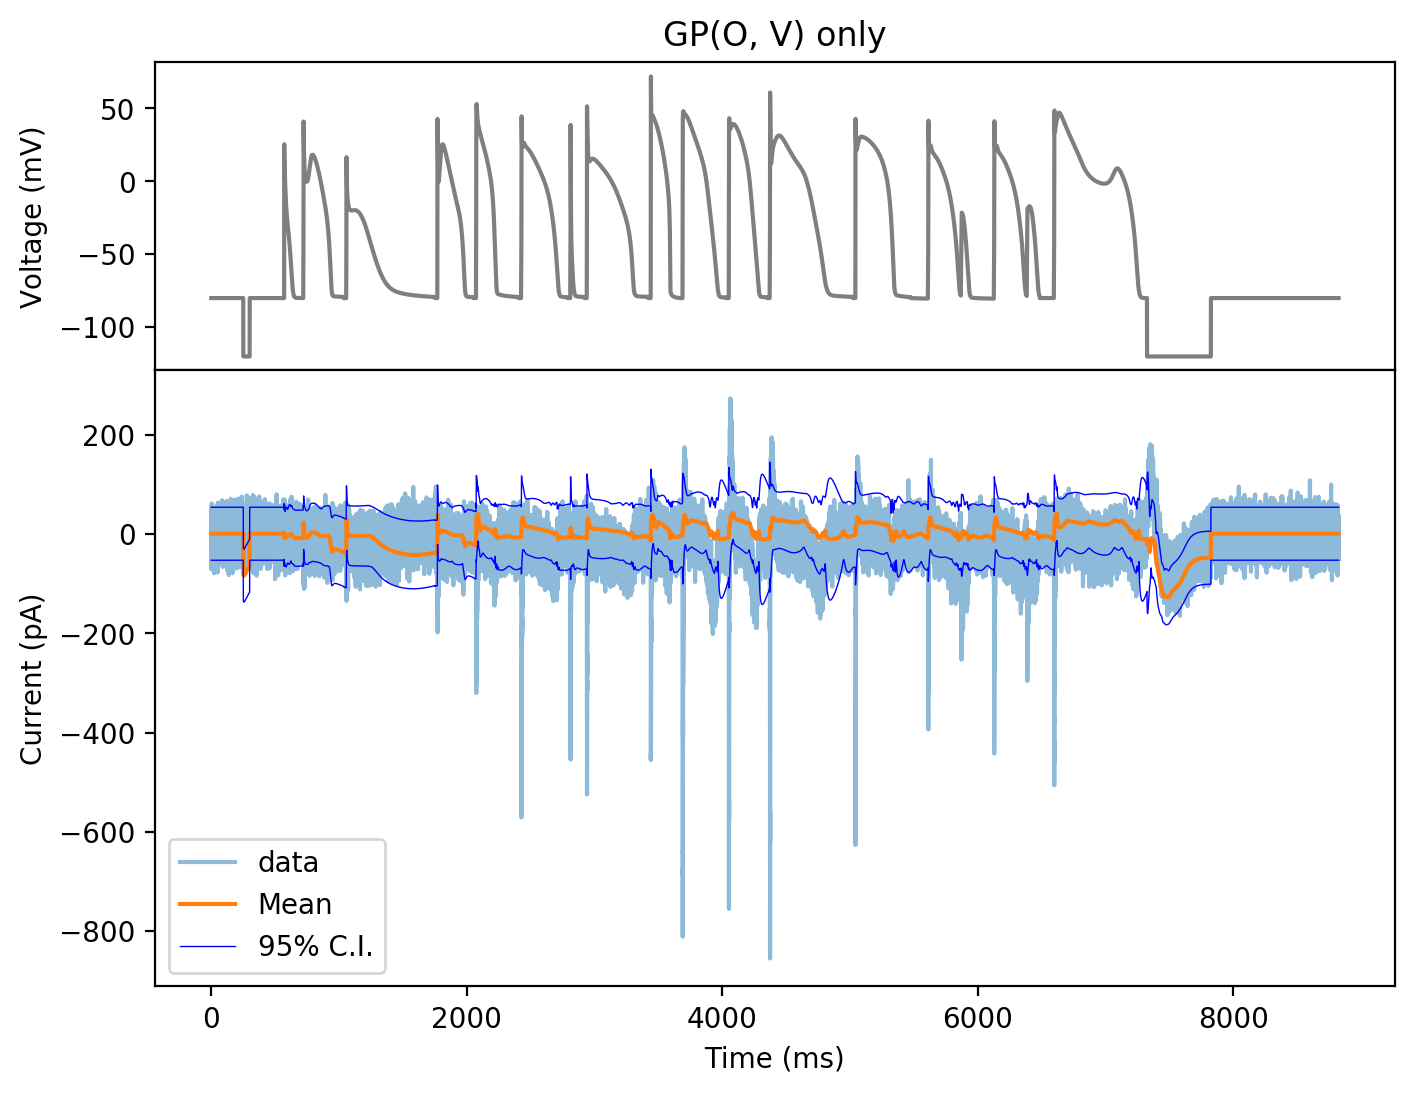 GP(O, V) only
Voltage (mV)
50
0
−50
−100
Current (pA)
200
0
−200
−400
−600
−800
data
Mean
95% C.I.
0 2000 4000 6000 8000
Time (ms)